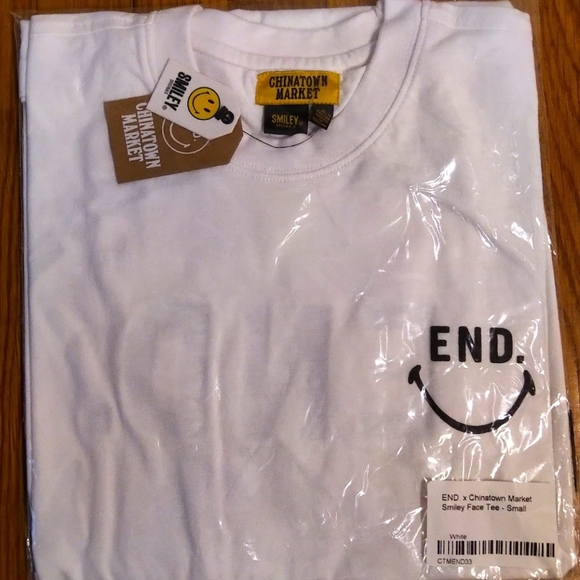 SMILEY
CHINATOWN
MARKET
CHINATOWN
MARKET
SMILEY
END.
END. x Chinatown Market
Smiley Face Tee - Small
White
CTMEND33